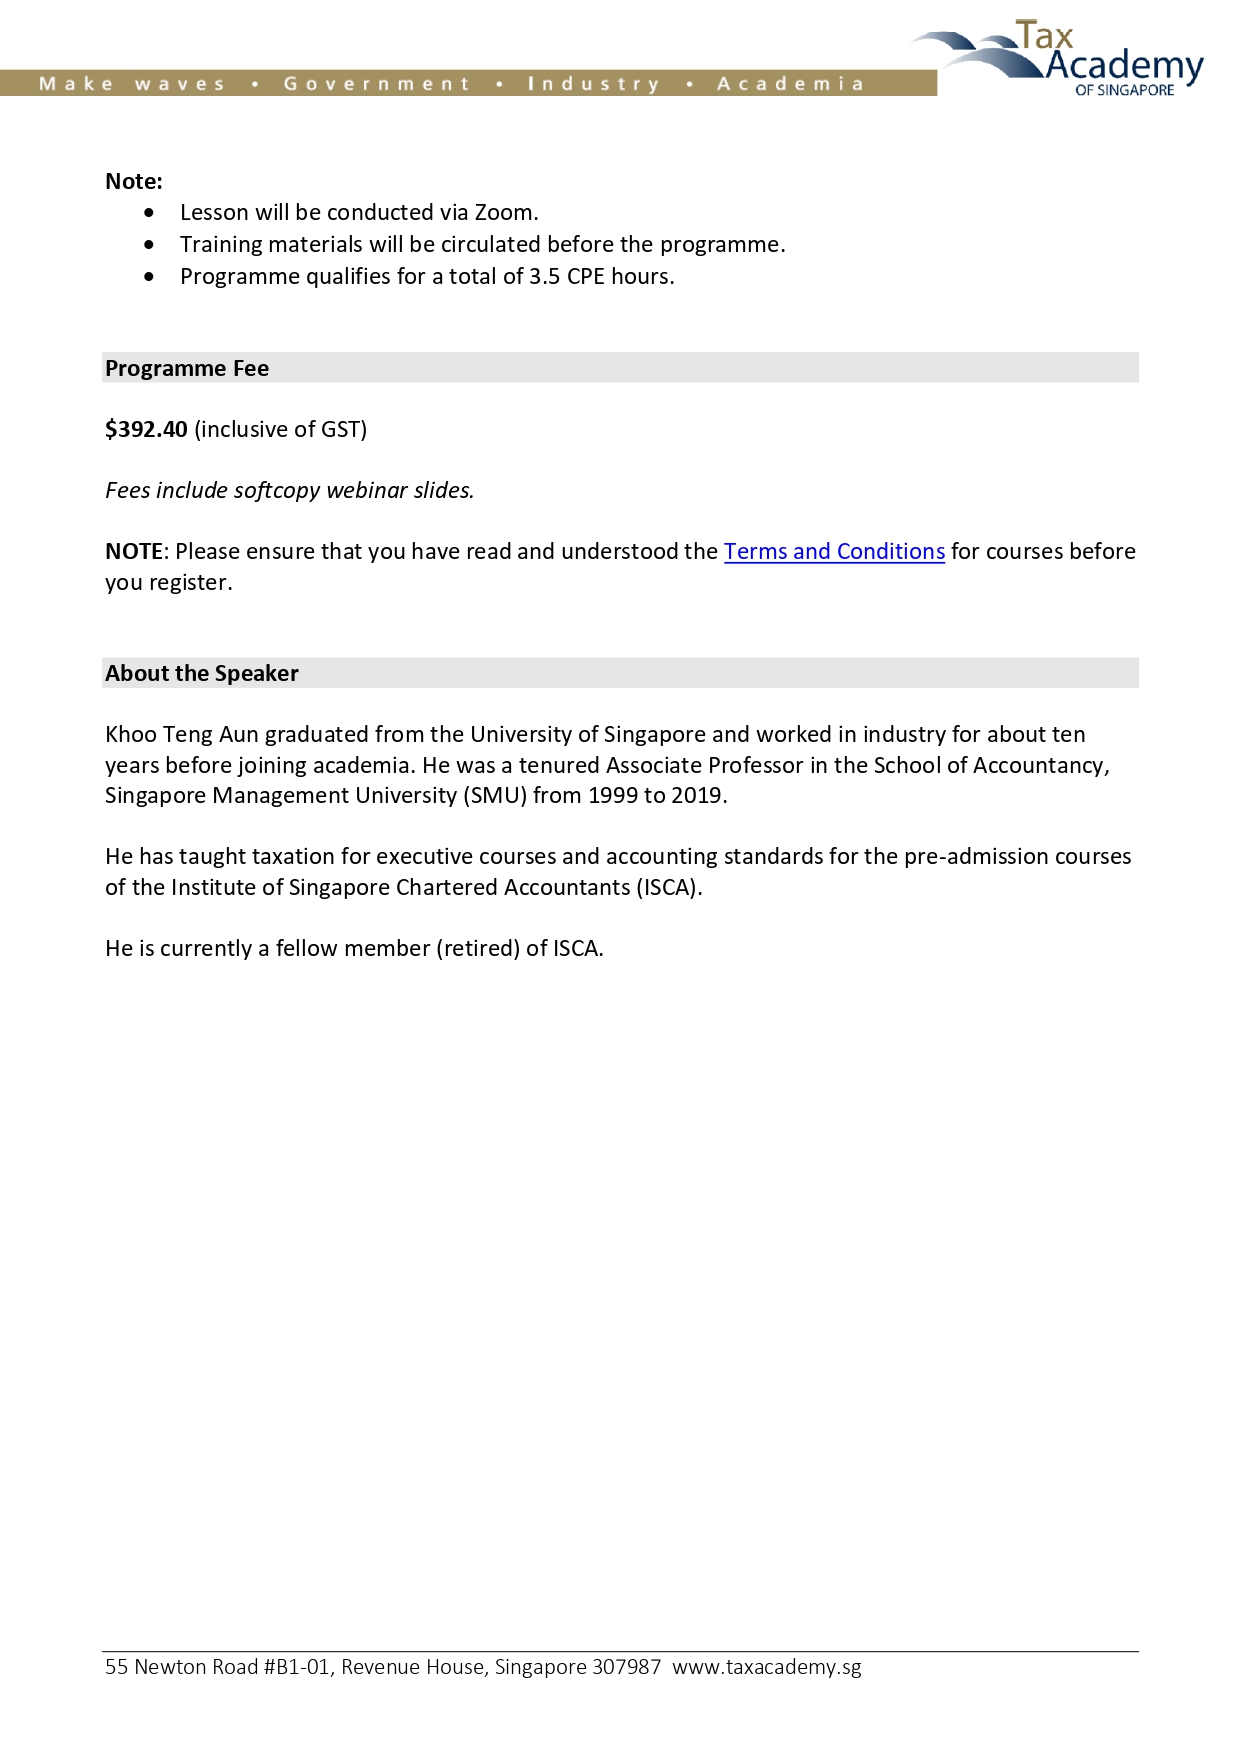 Tax
Academy
OF SINGAPORE
Make waves • Government • Industry • Academia
Note:
• Lesson will be conducted via Zoom.
• Training materials will be circulated before the programme.
• Programme qualifies for a total of 3.5 CPE hours.
Programme Fee
$392.40 (inclusive of GST)
Fees include softcopy webinar slides.
NOTE: Please ensure that you have read and understood the Terms and Conditions for courses before
you register.
About the Speaker
Khoo Teng Aun graduated from the University of Singapore and worked in industry for about ten
years before joining academia. He was a tenured Associate Professor in the School of Accountancy,
Singapore Management University (SMU) from 1999 to 2019.
He has taught taxation for executive courses and accounting standards for the pre-admission courses
of the Institute of Singapore Chartered Accountants (ISCA).
He is currently a fellow member (retired) of ISCA.
55 Newton Road #B1-01, Revenue House, Singapore 307987 www.taxacademy.sg